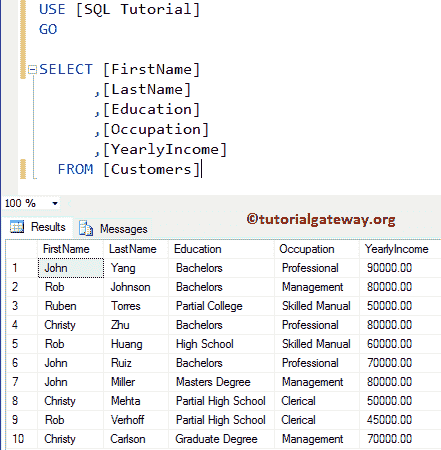 USE [SQL Tutorial]
GO
SELECT [FirstName]
,[LastName]
,[Education]
,[Occupation]
,[YearlyIncome]
FROM [Customers]
100 %
©tutorialgateway.org
Results Messages
FirstName LastName Education Occupation YearlyIncome
1 John Yang Bachelors Professional 90000.00
2 Rob Johnson Bachelors Management 80000.00
3 Ruben Torres Partial College Skilled Manual 50000.00
4 Christy Zhu Bachelors Professional 80000.00
5 Rob Huang High School Skilled Manual 60000.00
6 John Ruiz Bachelors Professional 70000.00
7 John Miller Masters Degree Management 80000.00
8 Christy Mehta Partial High School Clerical 50000.00
9 Rob Verhoff Partial High School Clerical 45000.00
10 Christy Carlson Graduate Degree Management 70000.00